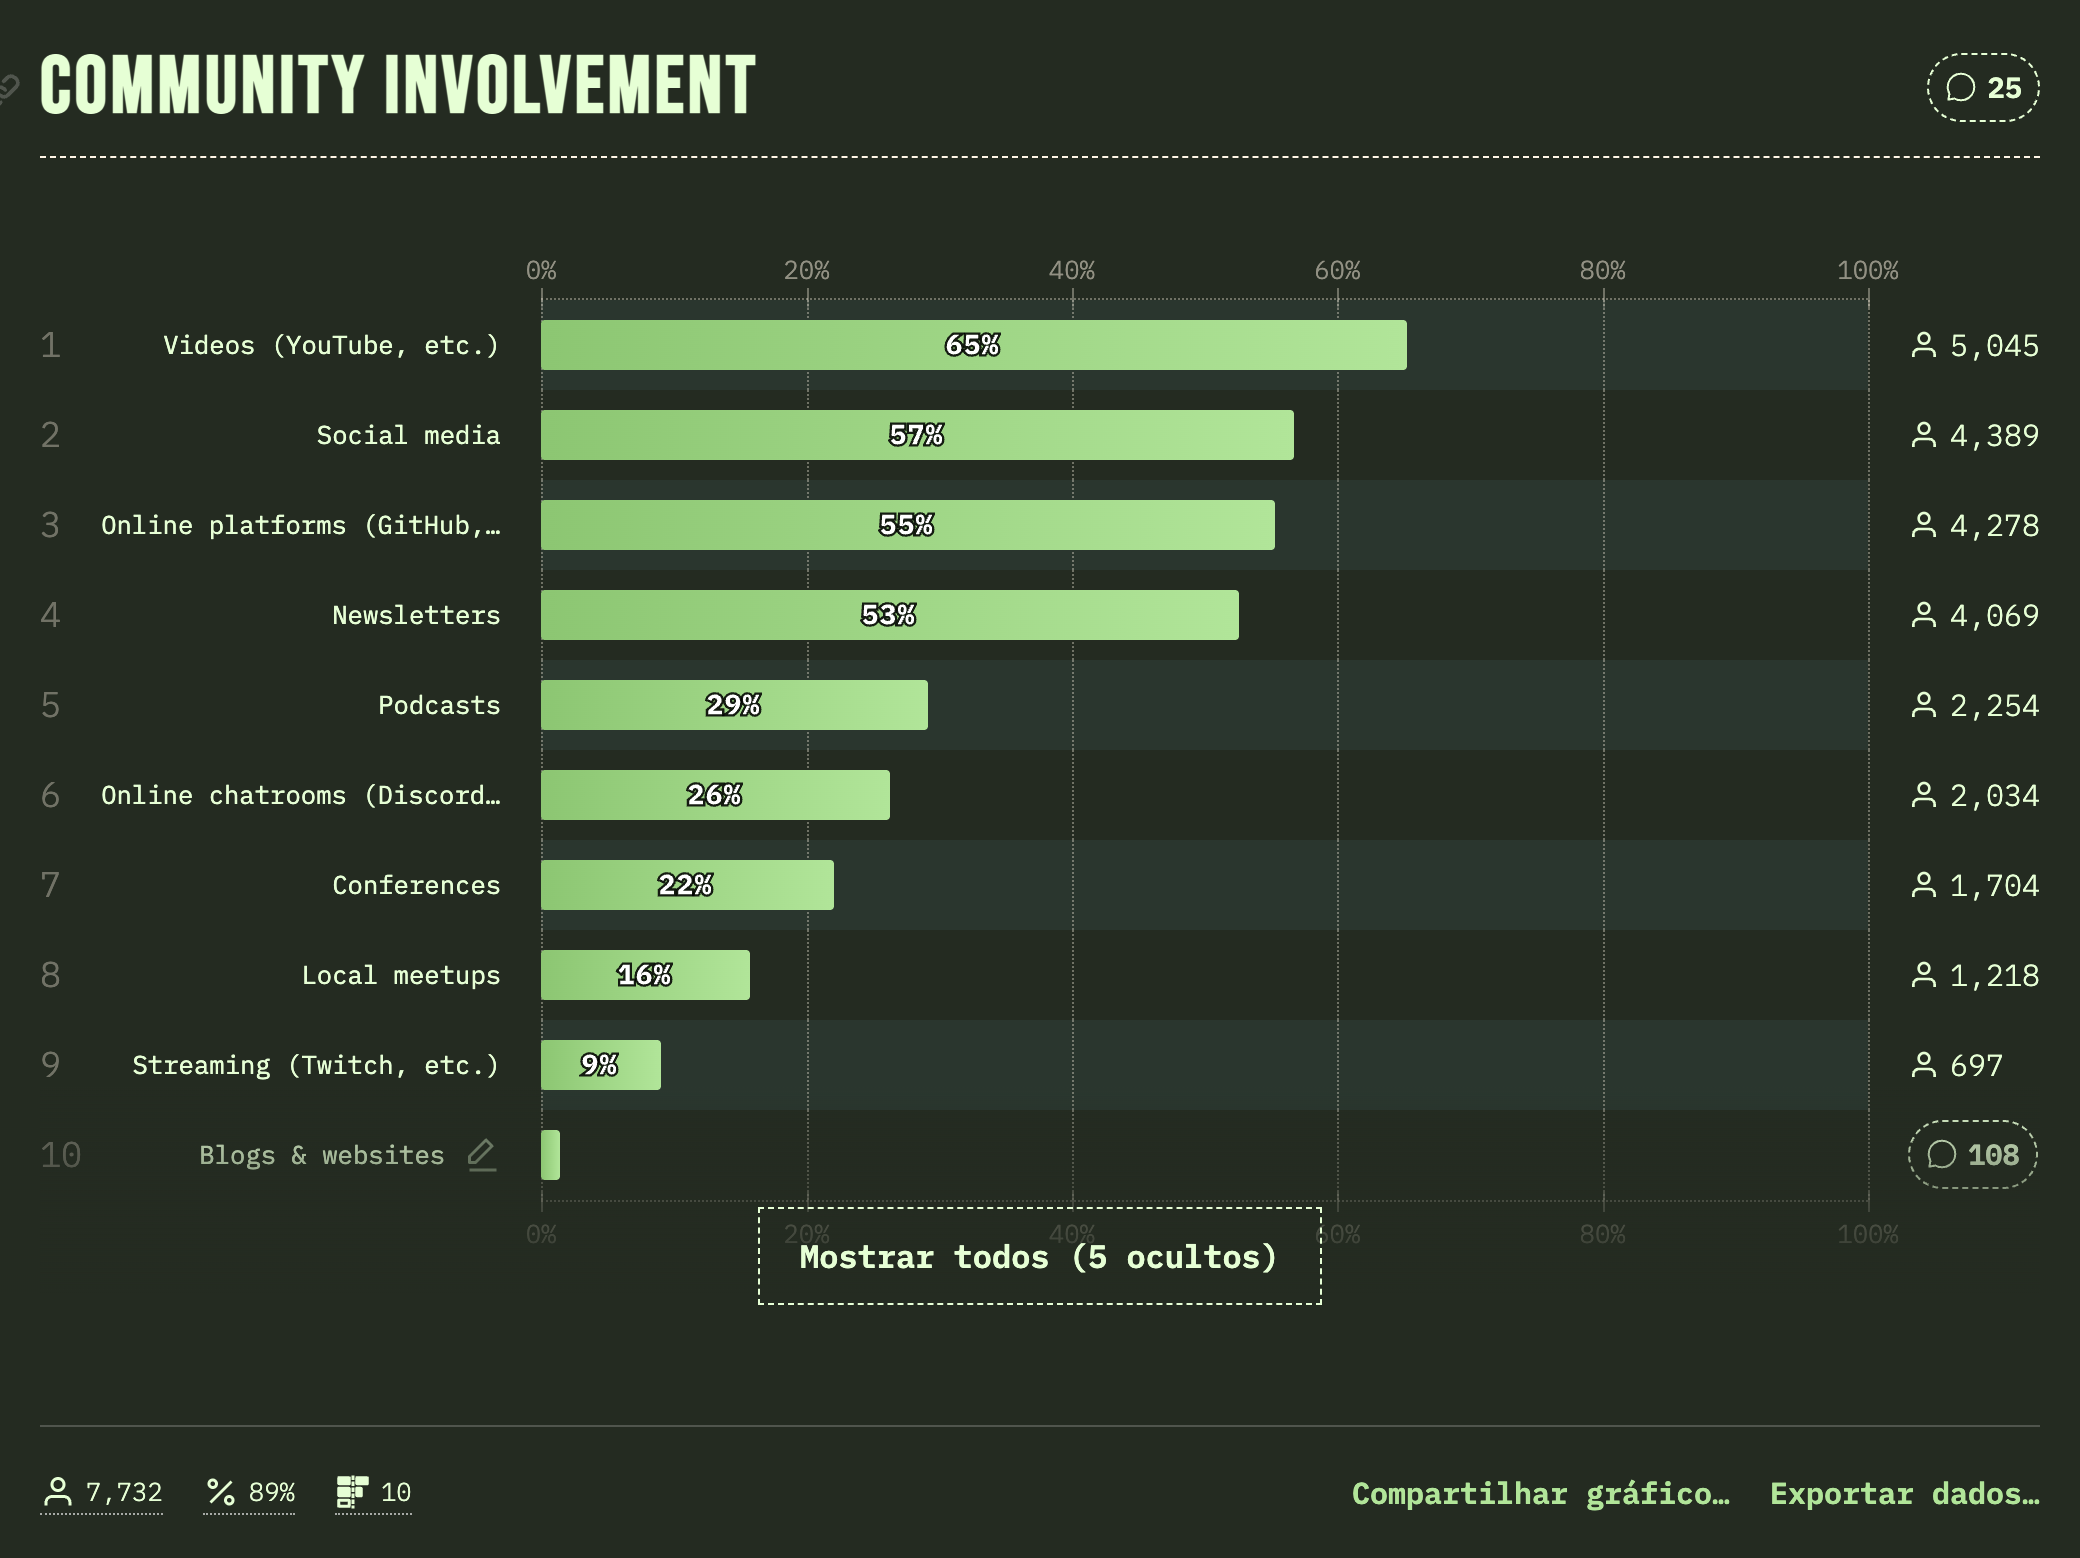 COMMUNITY INVOLVEMENT
25
0% 20% 40% 60% 80% 100%
1 Videos (YouTube, etc.) 65% 5,045
2 Social media 57% 4,389
3 Online platforms (GitHub,… 55% 4,278
4 Newsletters 53% 4,069
5 Podcasts 29% 2,254
6 Online chatrooms (Discord… 26% 2,034
7 Conferences 22% 1,704
8 Local meetups 16% 1,218
9 Streaming (Twitch, etc.) 9% 697
10 Blogs & websites 108
0% 20% 40% 60% 80% 100%
Mostrar todos (5 ocultos)
7,732 % 89% 10 Compartilhar gráfico… Exportar dados…